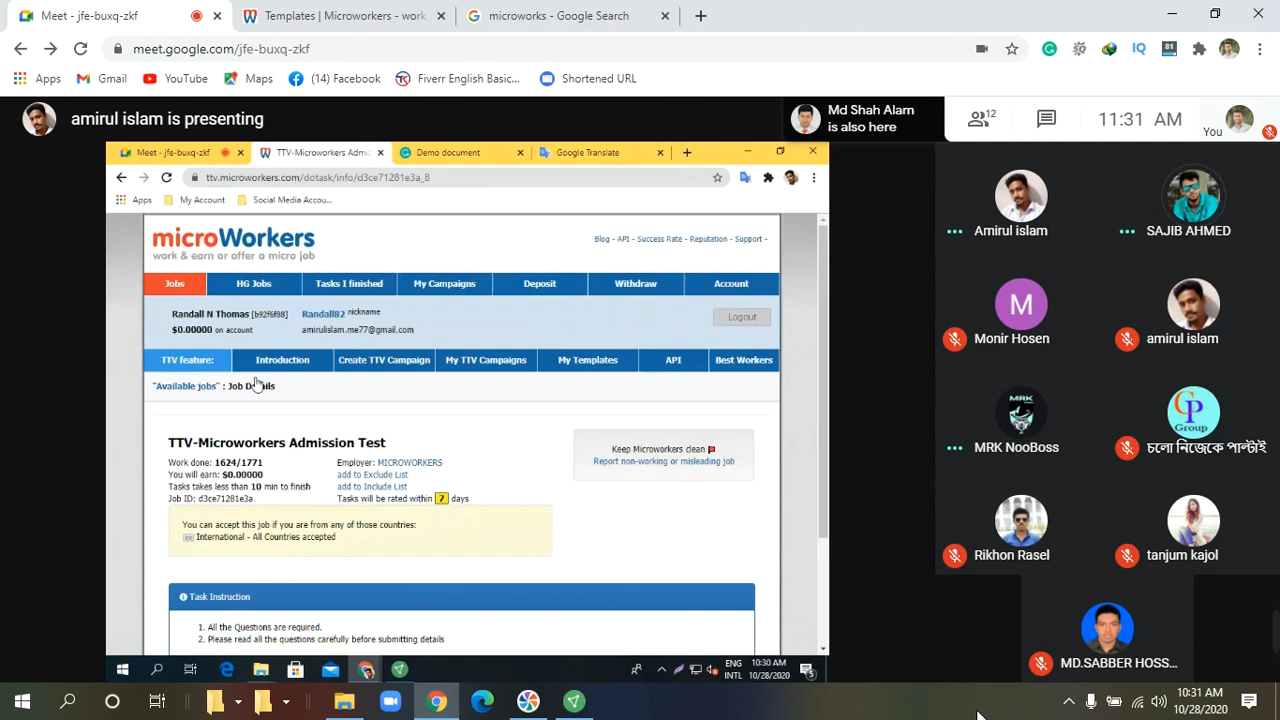 Meet - jfe-buxq-zkf
Templates | Microworkers - work
microworks - Google Search
meet.google.com/jfe-buxq-zkf
81
Apps
Gmail
YouTube
Maps
(14) Facebook
Fiverr English Basic...
Shortened URL
amirul islam is presenting
Md Shah Alam
is also here
12
11:31 AM
You
Meet - jfe-buxq-zkf
TTV-Microworkers Admis
Demo document
Google Translate
ttv.microworkers.com/dotask/info/d3ce71281e3a_B
Apps
My Account
Social Media Accou...
microWorkers
work & earn or offer a micro job
Blog - API - Success Rate - Reputation - Support -
Jobs
HG Jobs
Tasks I finished
My Campaigns
Deposit
Withdraw
Account
Randall N Thomas [b92f6f88]
Randall82 nickname
$0.00000 on account
amirulislam.me77@gmail.com
Logout
TTV feature:
Introduction
Create TTV Campaign
My TTV Campaigns
My Templates
API
Best Workers
"Available jobs" : Job Details
TTV-Microworkers Admission Test
Work done: 1624/1771
Employer: MICROWORKERS
You will earn: $0.00000
add to Exclude List
Tasks takes less than 10 min to finish
add to Include List
Job ID: d3ce71281e3a
Tasks will be rated within 7 days
Keep Microworkers clean
Report non-working or misleading job
You can accept this job if you are from any of those countries:
International - All Countries accepted
Task Instruction
1. All the Questions are required.
2. Please read all the questions carefully before submitting details
ENG
INTL
10:30 AM
10/28/2020
Amirul islam
SAJIB AHMED
M
Monir Hosen
amirul islam
MRK
MRK NooBoss
CP
Group
চলো নিজেকে পাল্টাই
Rikhon Rasel
tanjum kajol
MD.SABBER HOSS...
11:31 AM
10/28/2020